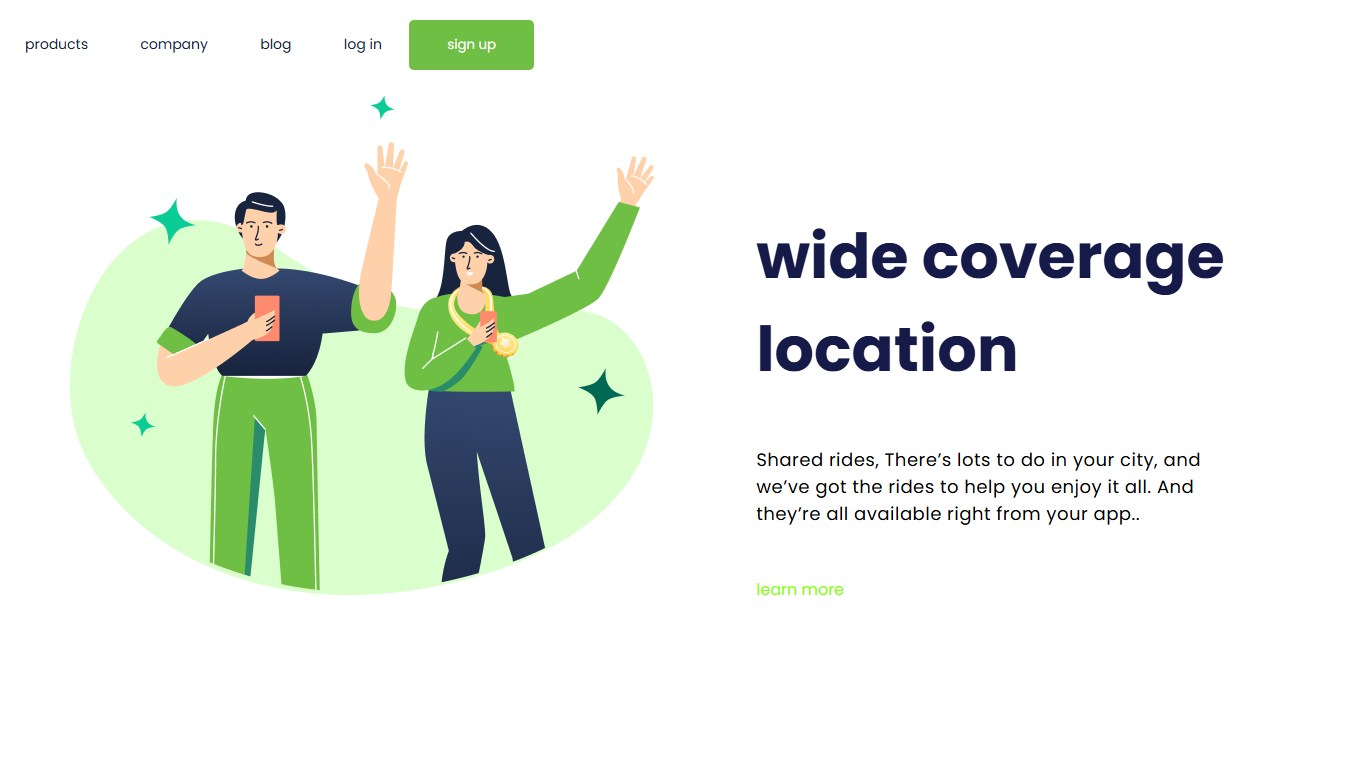 products company blog log in sign up
wide coverage
location
Shared rides, There’s lots to do in your city, and
we’ve got the rides to help you enjoy it all. And
they’re all available right from your app..
learn more